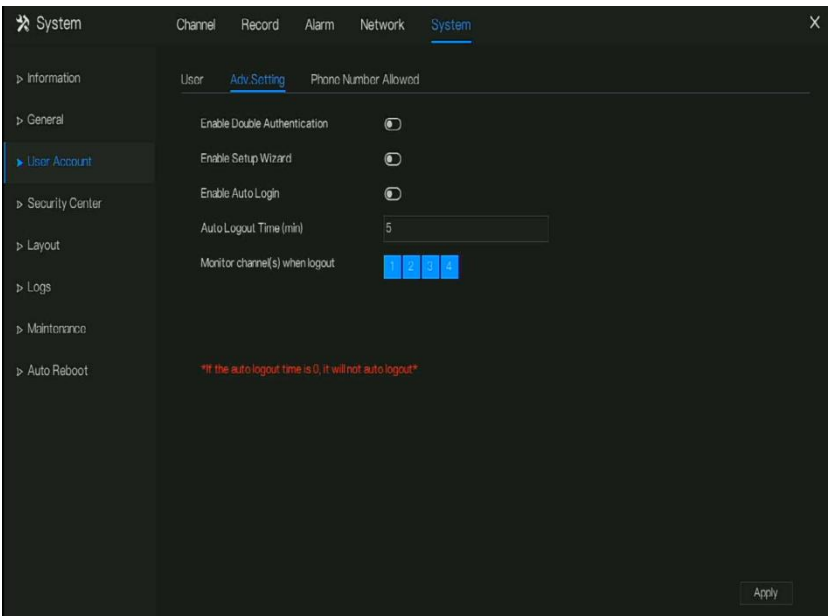 System
Channel Record Alarm Network System X
Information
General
User Account
Security Center
Layout
Logs
Maintenance
Auto Reboot
User Adv.Setting Phone Number Allowed
Enable Double Authentication
Enable Setup Wizard
Enable Auto Login
Auto Logout Time (min) 5
Monitor channel(s) when logout 1 2 3 4
*If the auto logout time is 0, it will not auto logout*
Apply